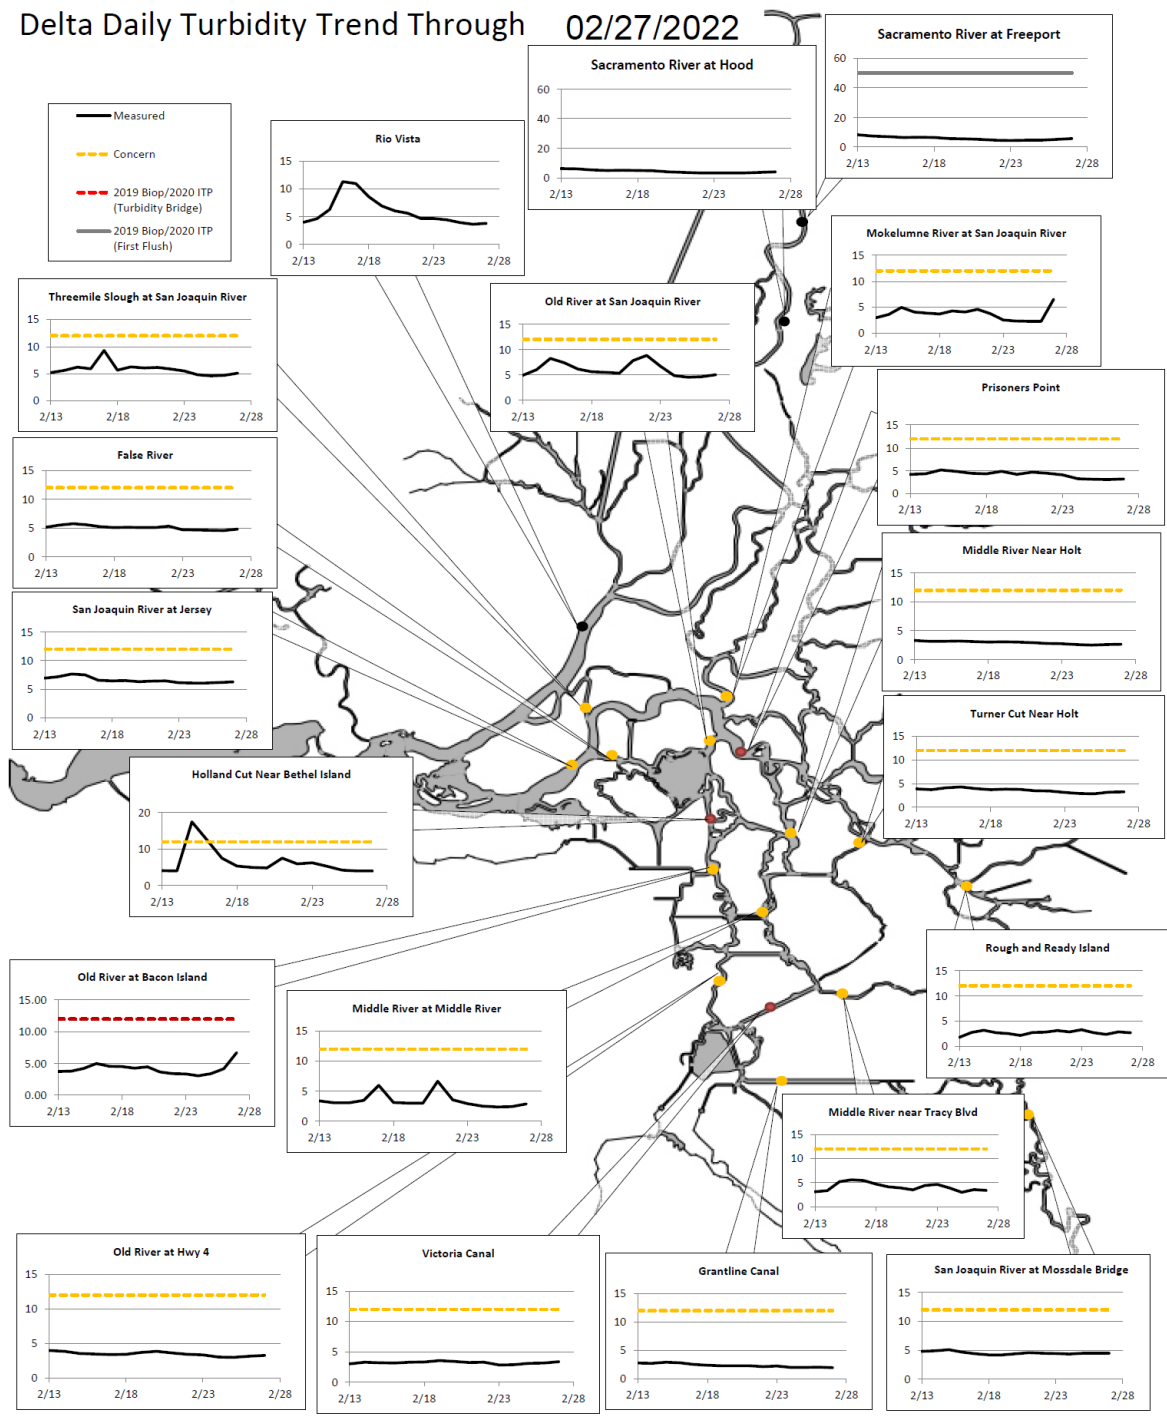 Delta Daily Turbidity Trend Through 02/27/2022
Measured
Concern
2019 Biop/2020 ITP
(Turbidity Bridge)
2019 Biop/2020 ITP
(First Flush)
Rio Vista
15
10
5
0
2/13 2/18 2/23 2/28
Sacramento River at Hood
60
40
20
0
2/13 2/18 2/23 2/28
Sacramento River at Freeport
60
40
20
0
2/13 2/18 2/23 2/28
Mokelumne River at San Joaquin River
15
10
5
0
2/13 2/18 2/23 2/28
Threemile Slough at San Joaquin River
15
10
5
0
2/13 2/18 2/23 2/28
Old River at San Joaquin River
15
10
5
0
2/13 2/18 2/23 2/28
Prisoners Point
15
10
5
0
2/13 2/18 2/23 2/28
False River
15
10
5
0
2/13 2/18 2/23 2/28
Middle River Near Holt
15
10
5
0
2/13 2/18 2/23 2/28
San Joaquin River at Jersey
15
10
5
0
2/13 2/18 2/23 2/28
Turner Cut Near Holt
15
10
5
0
2/13 2/18 2/23 2/28
Holland Cut Near Bethel Island
20
10
0
2/13 2/18 2/23 2/28
Rough and Ready Island
15
10
5
0
2/13 2/18 2/23 2/28
Old River at Bacon Island
15.00
10.00
5.00
0.00
2/13 2/18 2/23 2/28
Middle River at Middle River
15
10
5
0
2/13 2/18 2/23 2/28
Middle River near Tracy Blvd
15
10
5
0
2/13 2/18 2/23 2/28
Old River at Hwy 4
15
10
5
0
2/13 2/18 2/23 2/28
Victoria Canal
15
10
5
0
2/13 2/18 2/23 2/28
Grantline Canal
15
10
5
0
2/13 2/18 2/23 2/28
San Joaquin River at Mossdale Bridge
15
10
5
0
2/13 2/18 2/23 2/28